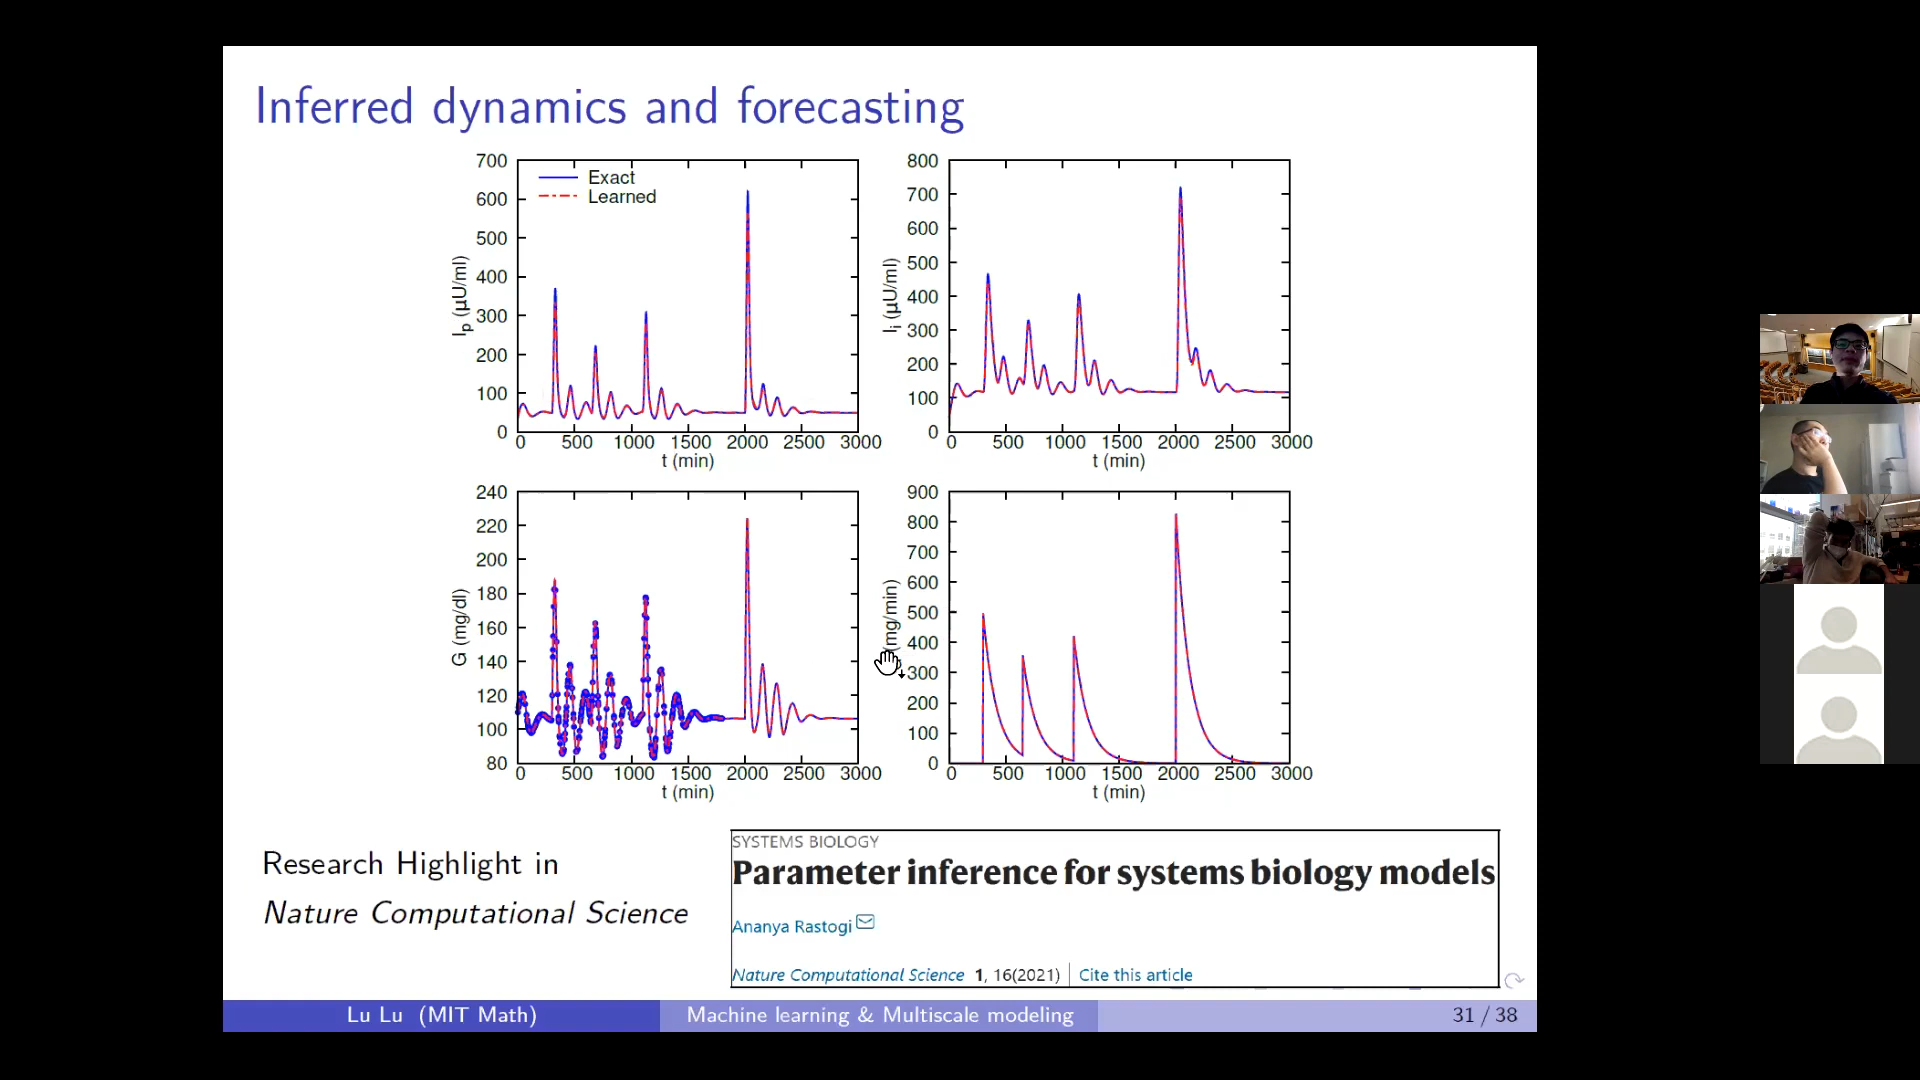 Inferred dynamics and forecasting
700
600
500
400
300
200
100
0
Iₚ (µU/ml)
Exact
Learned
0 500 1000 1500 2000 2500 3000
t (min)
800
700
600
500
400
300
200
100
0
Iᵢ (µU/ml)
0 500 1000 1500 2000 2500 3000
t (min)
240
220
200
180
160
140
120
100
80
G (mg/dl)
0 500 1000 1500 2000 2500 3000
t (min)
900
800
700
600
500
400
300
200
100
0
(mg/min)
0 500 1000 1500 2000 2500 3000
t (min)
Research Highlight in
Nature Computational Science
SYSTEMS BIOLOGY
Parameter inference for systems biology models
Ananya Rastogi
Nature Computational Science 1, 16(2021) | Cite this article
Lu Lu (MIT Math) Machine learning & Multiscale modeling 31 / 38